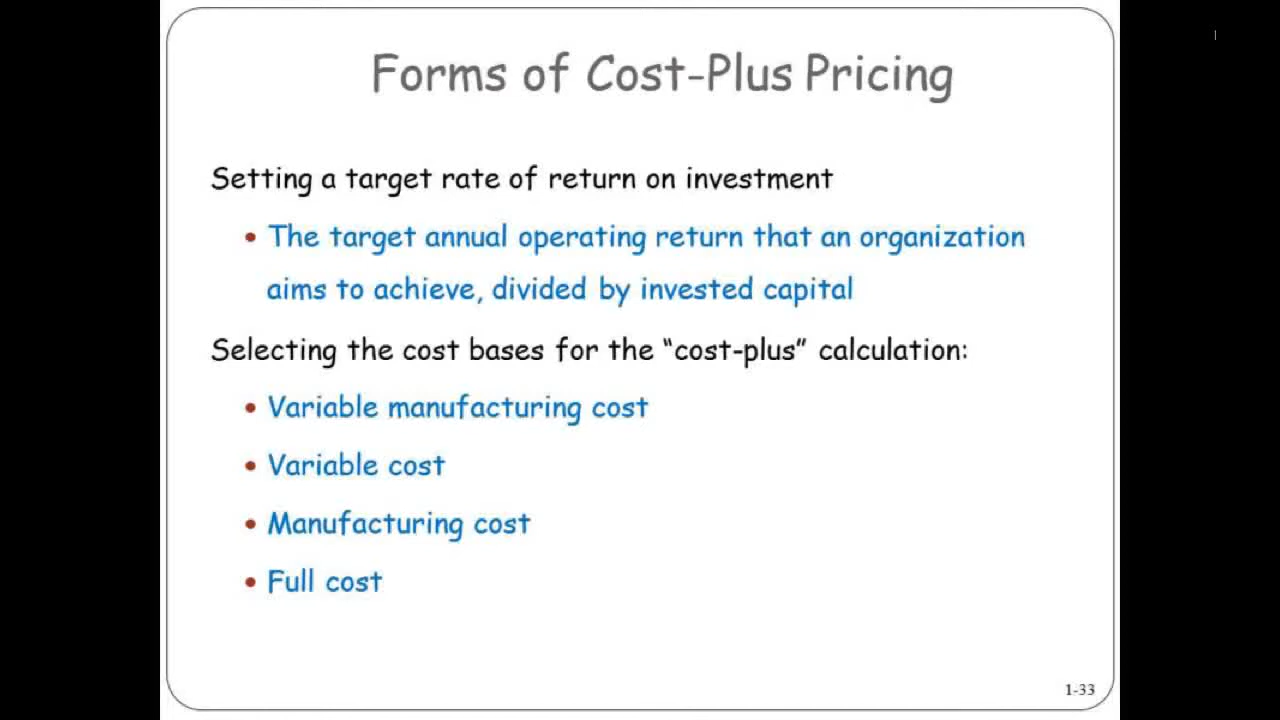 Forms of Cost-Plus Pricing
Setting a target rate of return on investment
• The target annual operating return that an organization
aims to achieve, divided by invested capital
Selecting the cost bases for the “cost-plus” calculation:
• Variable manufacturing cost
• Variable cost
• Manufacturing cost
• Full cost
1-33